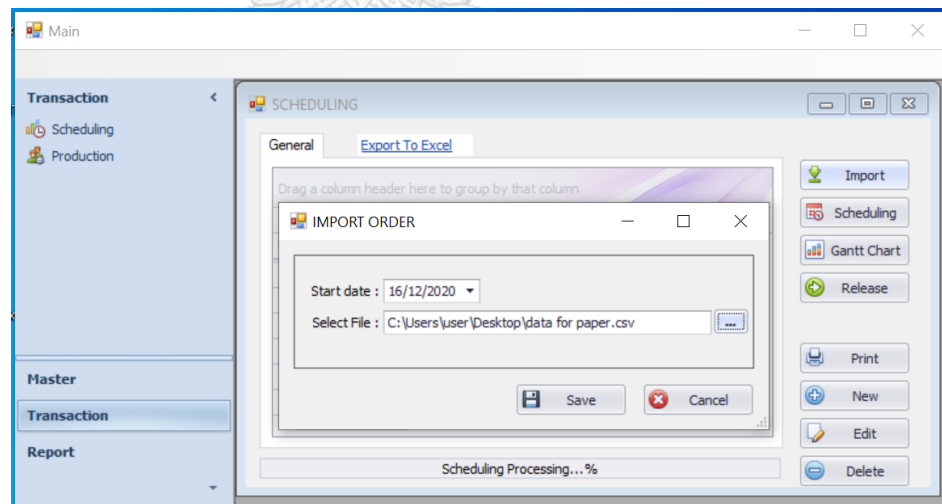 Main
Transaction
Scheduling
Production
Master
Transaction
Report
SCHEDULING
General Export To Excel
Drag a column header here to group by that column
IMPORT ORDER
Start date : 16/12/2020
Select File : C:\Users\user\Desktop\data for paper.csv
...
Save Cancel
Scheduling Processing...%
Import
Scheduling
Gantt Chart
Release
Print
New
Edit
Delete